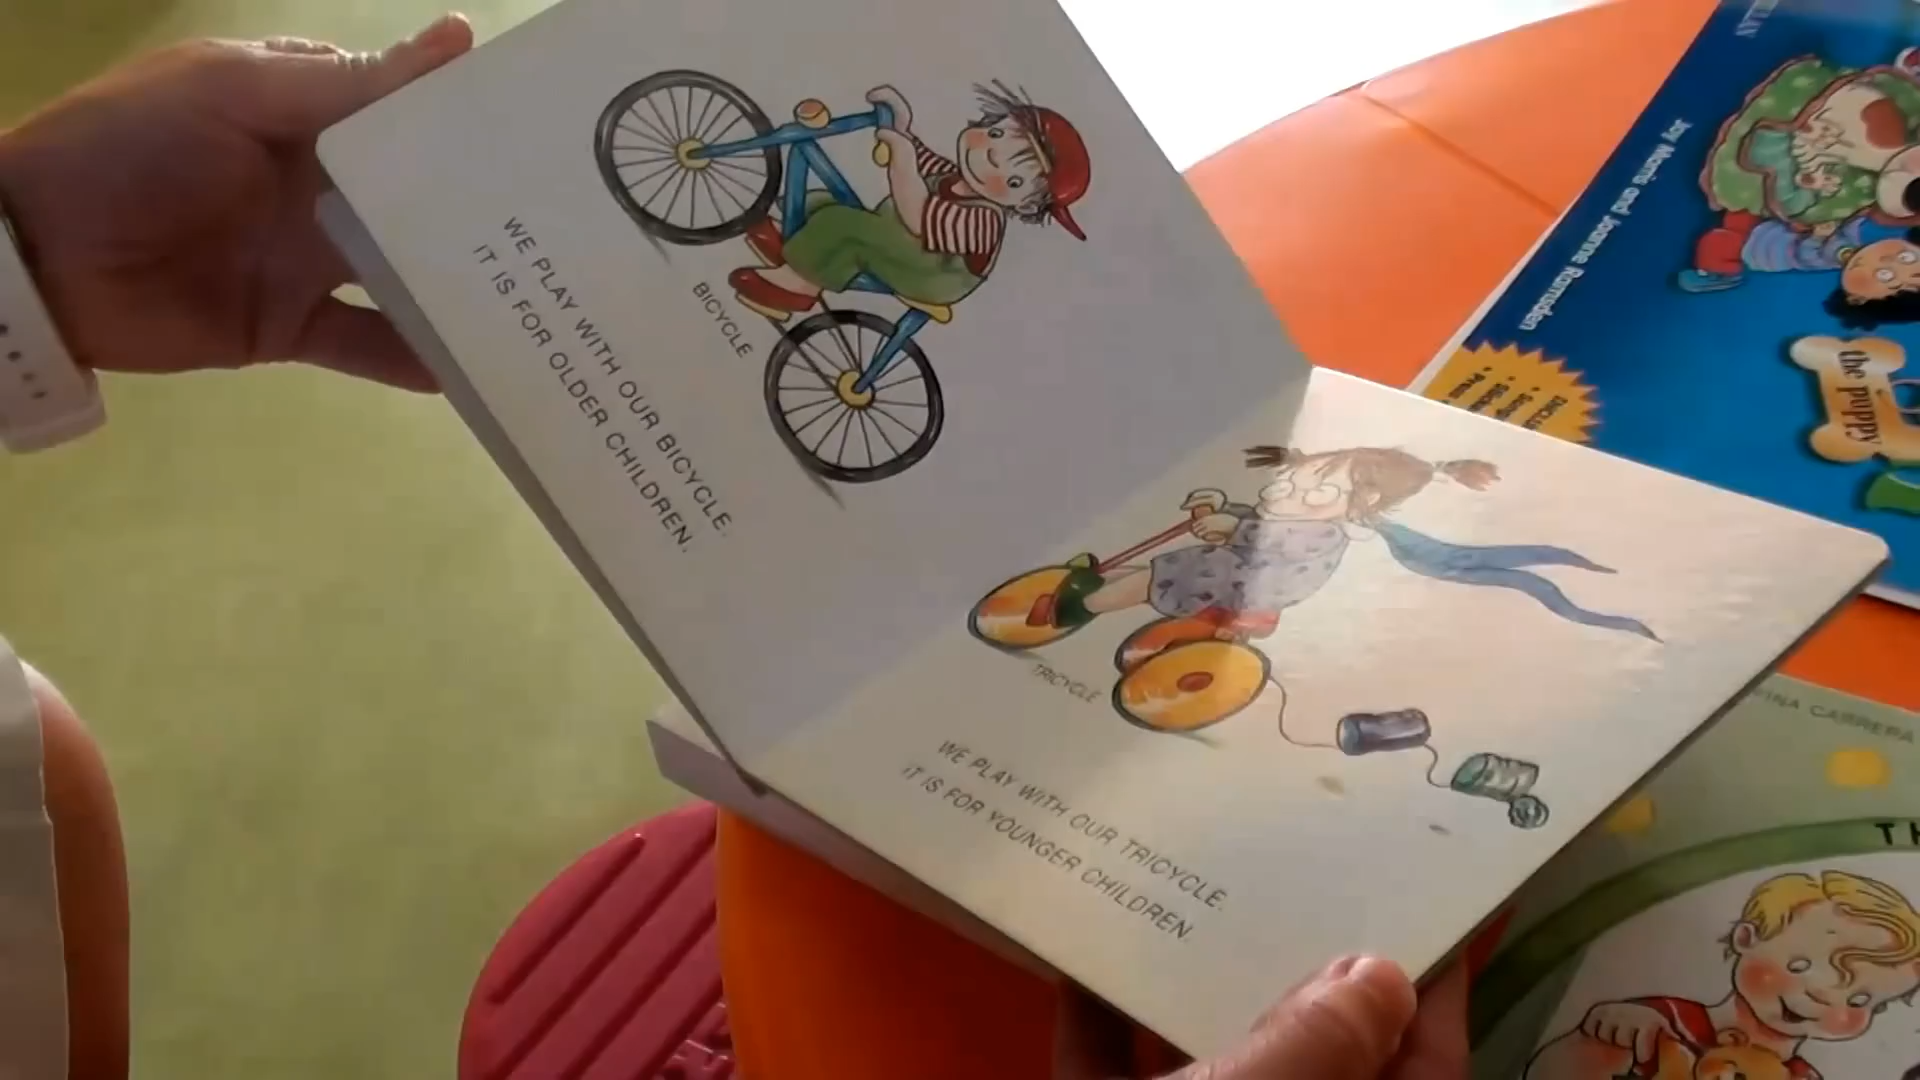 BICYCLE
WE PLAY WITH OUR BICYCLE.
IT IS FOR OLDER CHILDREN.
TRICYCLE
WE PLAY WITH OUR TRICYCLE.
IT IS FOR YOUNGER CHILDREN.
Joy Morris and Joanne Ramsden
the puppy
CABRERA